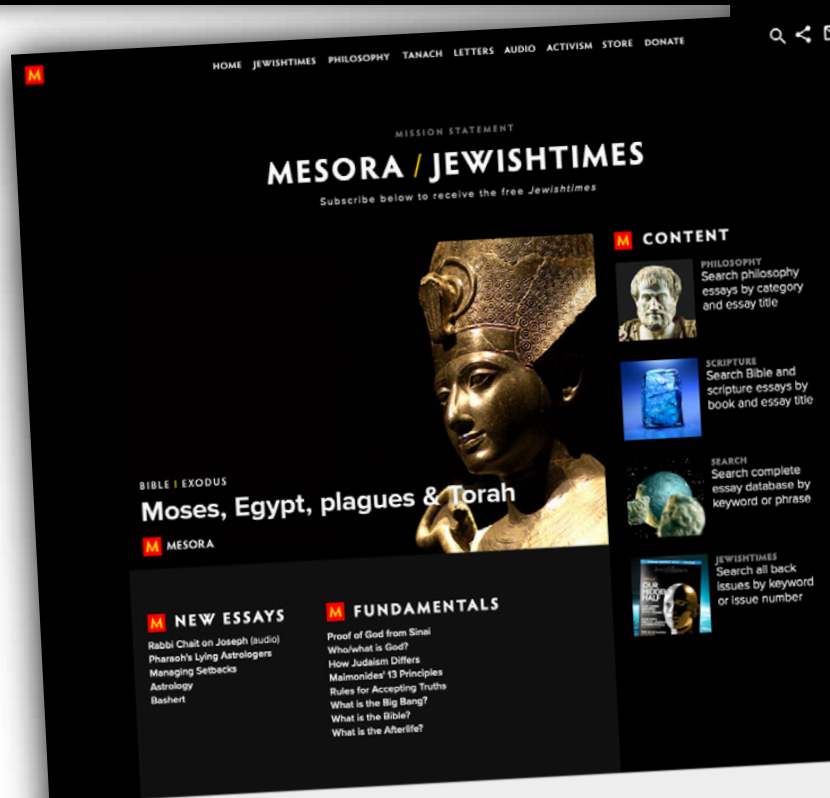 M
HOME JEWISHTIMES PHILOSOPHY TANACH LETTERS AUDIO ACTIVISM STORE DONATE
MISSION STATEMENT
MESORA / JEWISHTIMES
Subscribe below to receive the free Jewishtimes
BIBLE | EXODUS
Moses, Egypt, plagues & Torah
M MESORA
M NEW ESSAYS
Rabbi Chait on Joseph (audio)
Pharaoh's Lying Astrologers
Managing Setbacks
Astrology
Bashert
M FUNDAMENTALS
Proof of God from Sinai
Who/what is God?
How Judaism Differs
Maimonides' 13 Principles
Rules for Accepting Truths
What is the Big Bang?
What is the Bible?
What is the Afterlife?
M CONTENT
PHILOSOPHY
Search philosophy
essays by category
and essay title
SCRIPTURE
Search Bible and
scripture essays by
book and essay title
SEARCH
Search complete
essay database by
keyword or phrase
JEWISHTIMES
Search all back
issues by keyword
or issue number
OUR
HIDDEN
HALF